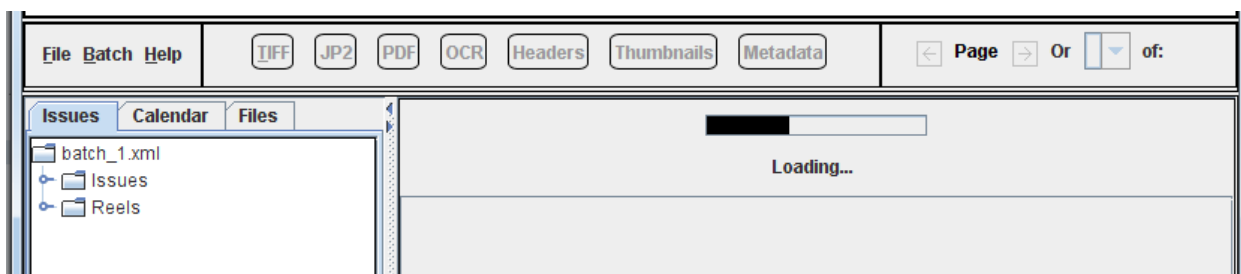 File Batch Help
TIFF JP2 PDF OCR Headers Thumbnails Metadata
Page Or of:
Issues Calendar Files
batch_1.xml
Issues
Reels
Loading...